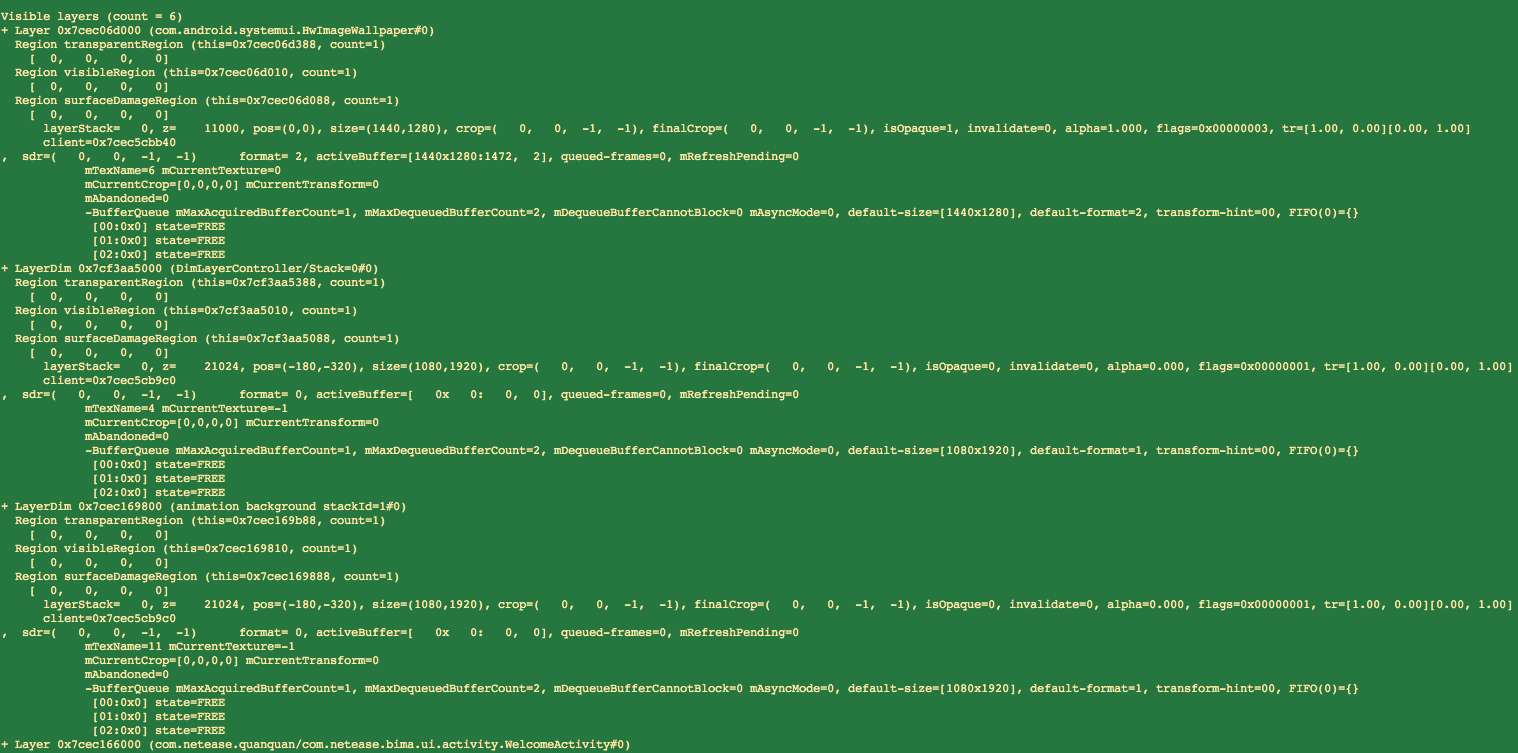 Visible layers (count = 6)
+ Layer 0x7cec06d000 (com.android.systemui.HwImageWallpaper#0)
  Region transparentRegion (this=0x7cec06d388, count=1)
    [  0,   0,   0,   0]
  Region visibleRegion (this=0x7cec06d010, count=1)
    [  0,   0,   0,   0]
  Region surfaceDamageRegion (this=0x7cec06d088, count=1)
    [  0,   0,   0,   0]
      layerStack=   0, z=    11000, pos=(0,0), size=(1440,1280), crop=(   0,   0,  -1,  -1), finalCrop=(   0,   0,  -1,  -1), isOpaque=1, invalidate=0, alpha=1.000, flags=0x00000003, tr=[1.00, 0.00][0.00, 1.00]
      client=0x7cec5cbb40
,  sdr=(   0,   0,  -1,  -1)      format= 2, activeBuffer=[1440x1280:1472,  2], queued-frames=0, mRefreshPending=0
            mTexName=6 mCurrentTexture=0
            mCurrentCrop=[0,0,0,0] mCurrentTransform=0
            mAbandoned=0
            -BufferQueue mMaxAcquiredBufferCount=1, mMaxDequeuedBufferCount=2, mDequeueBufferCannotBlock=0 mAsyncMode=0, default-size=[1440x1280], default-format=2, transform-hint=00, FIFO(0)={}
             [00:0x0] state=FREE
             [01:0x0] state=FREE
             [02:0x0] state=FREE
+ LayerDim 0x7cf3aa5000 (DimLayerController/Stack=0#0)
  Region transparentRegion (this=0x7cf3aa5388, count=1)
    [  0,   0,   0,   0]
  Region visibleRegion (this=0x7cf3aa5010, count=1)
    [  0,   0,   0,   0]
  Region surfaceDamageRegion (this=0x7cf3aa5088, count=1)
    [  0,   0,   0,   0]
      layerStack=   0, z=    21024, pos=(-180,-320), size=(1080,1920), crop=(   0,   0,  -1,  -1), finalCrop=(   0,   0,  -1,  -1), isOpaque=0, invalidate=0, alpha=0.000, flags=0x00000001, tr=[1.00, 0.00][0.00, 1.00]
      client=0x7cec5cb9c0
,  sdr=(   0,   0,  -1,  -1)      format= 0, activeBuffer=[   0x   0:   0,  0], queued-frames=0, mRefreshPending=0
            mTexName=4 mCurrentTexture=-1
            mCurrentCrop=[0,0,0,0] mCurrentTransform=0
            mAbandoned=0
            -BufferQueue mMaxAcquiredBufferCount=1, mMaxDequeuedBufferCount=2, mDequeueBufferCannotBlock=0 mAsyncMode=0, default-size=[1080x1920], default-format=1, transform-hint=00, FIFO(0)={}
             [00:0x0] state=FREE
             [01:0x0] state=FREE
             [02:0x0] state=FREE
+ LayerDim 0x7cec169800 (animation background stackId=1#0)
  Region transparentRegion (this=0x7cec169b88, count=1)
    [  0,   0,   0,   0]
  Region visibleRegion (this=0x7cec169810, count=1)
    [  0,   0,   0,   0]
  Region surfaceDamageRegion (this=0x7cec169888, count=1)
    [  0,   0,   0,   0]
      layerStack=   0, z=    21024, pos=(-180,-320), size=(1080,1920), crop=(   0,   0,  -1,  -1), finalCrop=(   0,   0,  -1,  -1), isOpaque=0, invalidate=0, alpha=0.000, flags=0x00000001, tr=[1.00, 0.00][0.00, 1.00]
      client=0x7cec5cb9c0
,  sdr=(   0,   0,  -1,  -1)      format= 0, activeBuffer=[   0x   0:   0,  0], queued-frames=0, mRefreshPending=0
            mTexName=11 mCurrentTexture=-1
            mCurrentCrop=[0,0,0,0] mCurrentTransform=0
            mAbandoned=0
            -BufferQueue mMaxAcquiredBufferCount=1, mMaxDequeuedBufferCount=2, mDequeueBufferCannotBlock=0 mAsyncMode=0, default-size=[1080x1920], default-format=1, transform-hint=00, FIFO(0)={}
             [00:0x0] state=FREE
             [01:0x0] state=FREE
             [02:0x0] state=FREE
+ Layer 0x7cec166000 (com.netease.quanquan/com.netease.bima.ui.activity.WelcomeActivity#0)